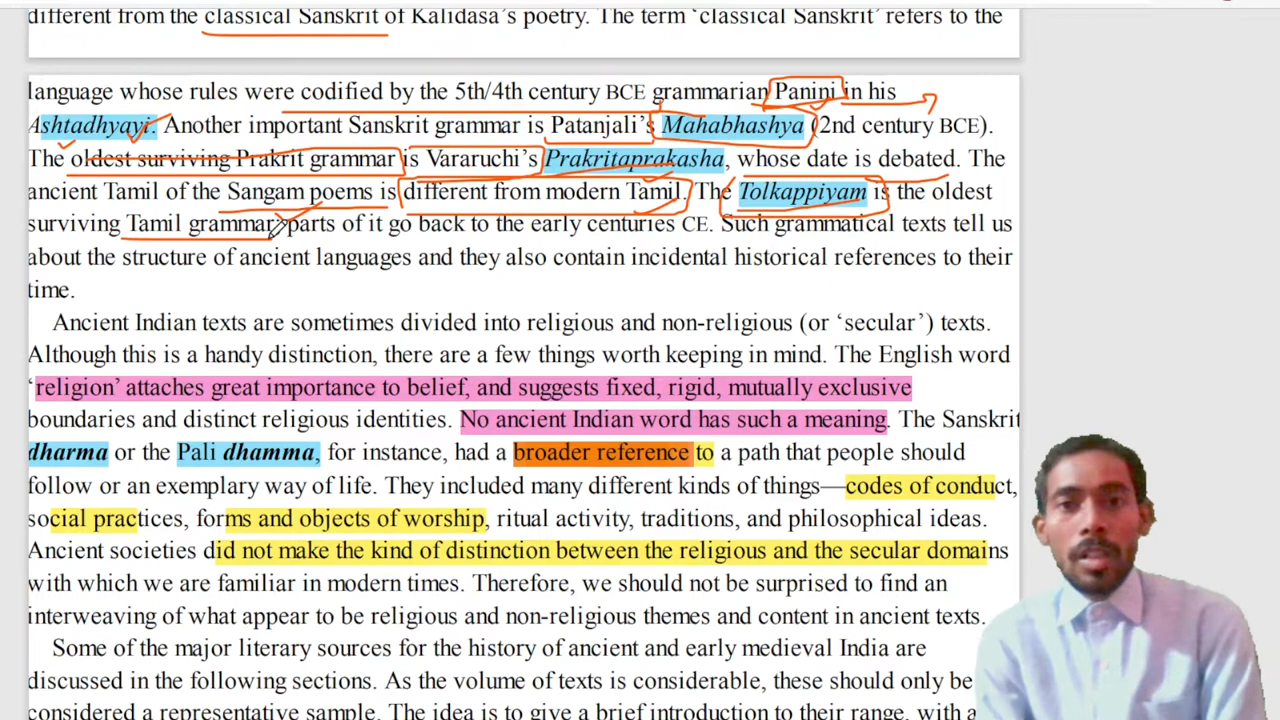 different from the classical Sanskrit of Kalidasa's poetry. The term 'classical Sanskrit' refers to the
language whose rules were codified by the 5th/4th century BCE grammarian Panini in his
Ashtadhyayi. Another important Sanskrit grammar is Patanjali's Mahabhashya (2nd century BCE).
The oldest surviving Prakrit grammar is Vararuchi's Prakritaprakasha, whose date is debated. The
ancient Tamil of the Sangam poems is different from modern Tamil. The Tolkappiyam is the oldest
surviving Tamil grammar parts of it go back to the early centuries CE. Such grammatical texts tell us
about the structure of ancient languages and they also contain incidental historical references to their
time.
Ancient Indian texts are sometimes divided into religious and non-religious (or 'secular') texts.
Although this is a handy distinction, there are a few things worth keeping in mind. The English word
'religion' attaches great importance to belief, and suggests fixed, rigid, mutually exclusive
boundaries and distinct religious identities. No ancient Indian word has such a meaning. The Sanskrit
dharma or the Pali dhamma, for instance, had a broader reference to a path that people should
follow or an exemplary way of life. They included many different kinds of things—codes of conduct,
social practices, forms and objects of worship, ritual activity, traditions, and philosophical ideas.
Ancient societies did not make the kind of distinction between the religious and the secular domains
with which we are familiar in modern times. Therefore, we should not be surprised to find an
interweaving of what appear to be religious and non-religious themes and content in ancient texts.
Some of the major literary sources for the history of ancient and early medieval India are
discussed in the following sections. As the volume of texts is considerable, these should only be
considered a representative sample. The idea is to give a brief introduction to their range, with a